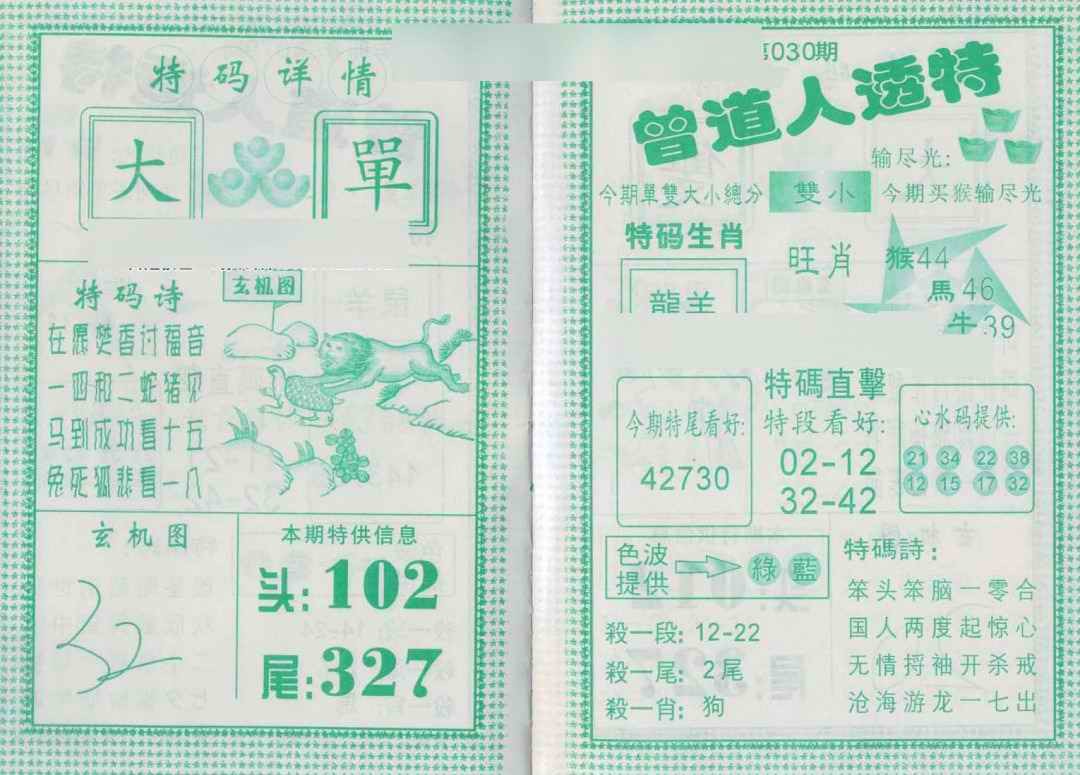 特码详情
大 單
特码诗
在愿焚香讨福音
一四和二蛇猪见
马到成功看十五
兔死狐悲看一八
玄机图
玄机图
本期特供信息
头:102
尾:327
030期
曾道人透特
输尽光:
今期單雙大小總分 雙小 今期买猴输尽光
特码生肖
龍羊
旺肖
猴44
馬46
牛39
今期特尾看好:
42730
特碼直擊
特段看好:
02-12
32-42
心水码提供:
21 34 22 38
12 15 17 32
色波提供 綠 藍
殺一段: 12-22
殺一尾: 2尾
殺一肖: 狗
特碼詩:
笨头笨脑一零合
国人两度起惊心
无情捋袖开杀戒
沧海游龙一七出